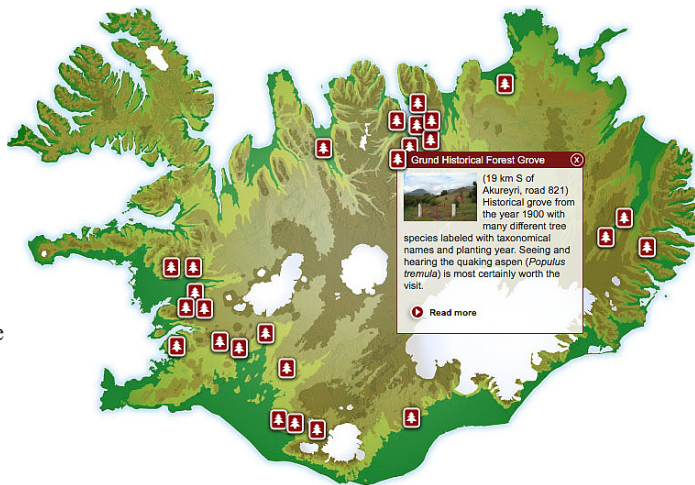 Grund Historical Forest Grove
(19 km S of
Akureyri, road 821)
Historical grove from
the year 1900 with
many different tree
species labeled with taxonomical
names and planting year. Seeing and
hearing the quaking aspen (Populus
tremula) is most certainly worth the
visit.
Read more
e